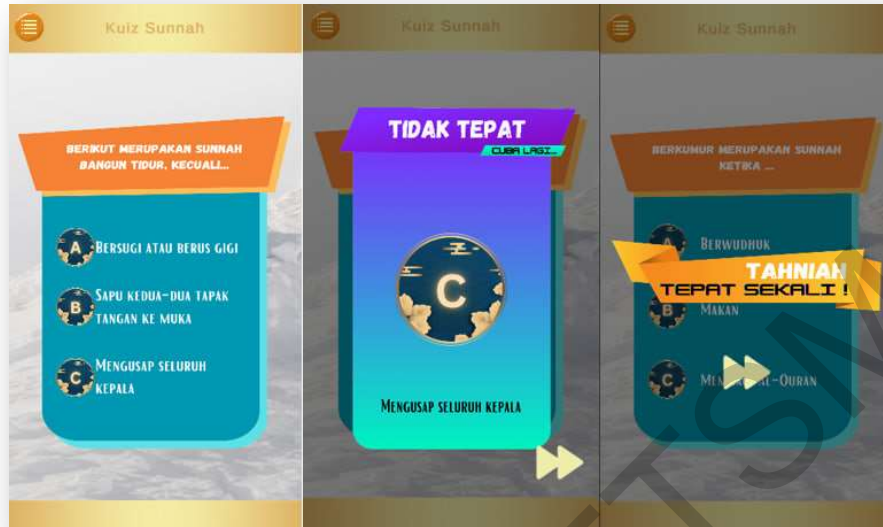 Kuiz Sunnah
BERIKUT MERUPAKAN SUNNAH
BANGUN TIDUR, KECUALI...
A BERSUGI ATAU BERUS GIGI
B SAPU KEDUA-DUA TAPAK
TANGAN KE MUKA
C MENGUSAP SELURUH
KEPALA
Kuiz Sunnah
TIDAK TEPAT
CUBA LAGI...
C
MENGUSAP SELURUH KEPALA
Kuiz Sunnah
BERKUMUR MERUPAKAN SUNNAH
KETIKA ...
A BERWUDHUK
TAHNIAH
TEPAT SEKALI !
B MAKAN
C AL-QURAN